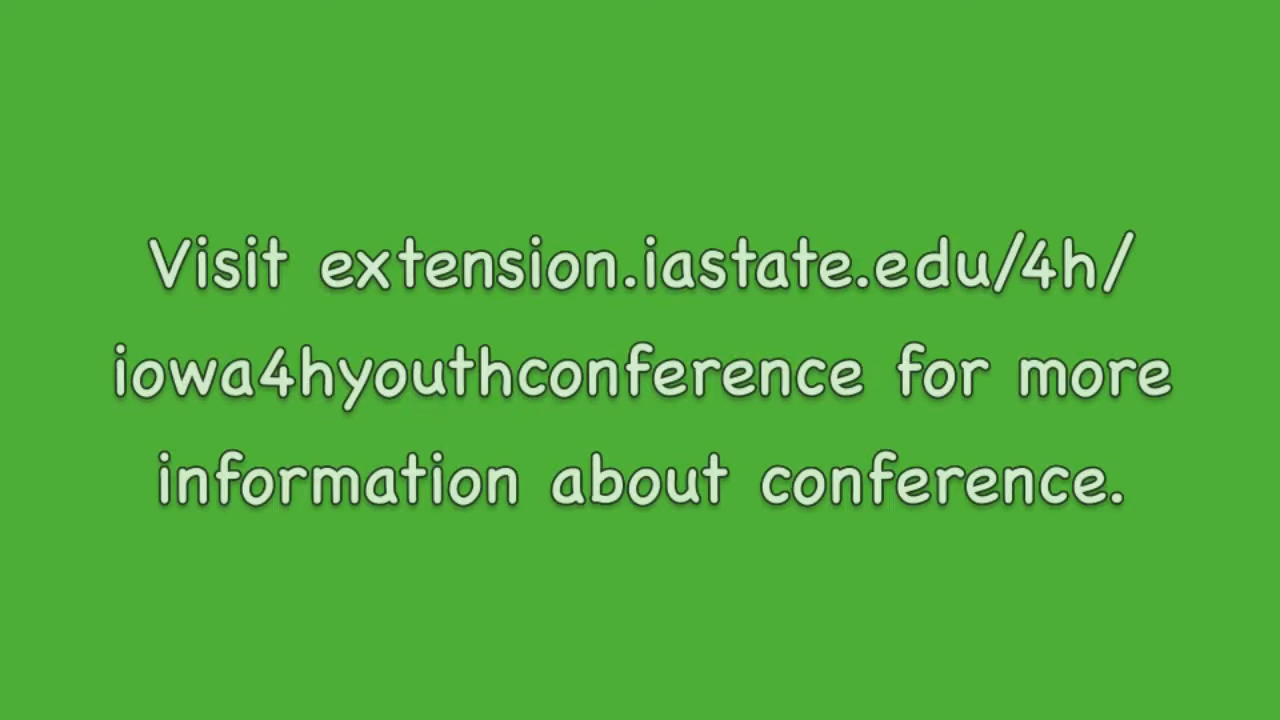 Visit extension.iastate.edu/4h/
iowa4hyouthconference for more
information about conference.